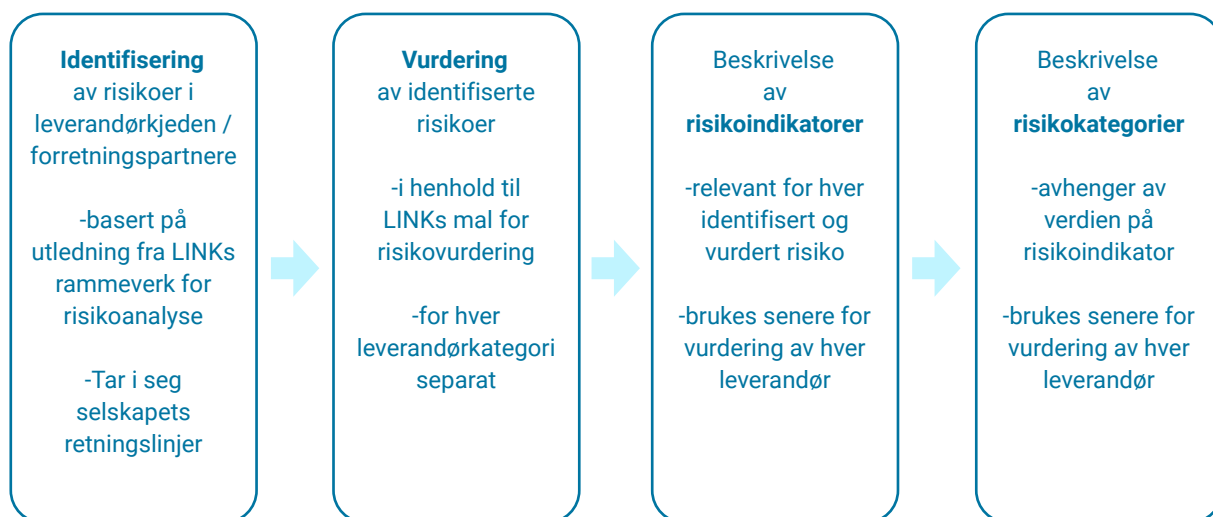 Identifisering
av risikoer i
leverandørkjeden /
forretningspartnere
-basert på
utledning fra LINKs
rammeverk for
risikoanalyse
-Tar i seg
selskapets
retningslinjer
Vurdering
av identifiserte
risikoer
-i henhold til
LINKs mal for
risikovurdering
-for hver
leverandørkategori
separat
Beskrivelse
av
risikoindikatorer
-relevant for hver
identifisert og
vurdert risiko
-brukes senere for
vurdering av hver
leverandør
Beskrivelse
av
risikokategorier
-avhenger av
verdien på
risikoindikator
-brukes senere for
vurdering av hver
leverandør